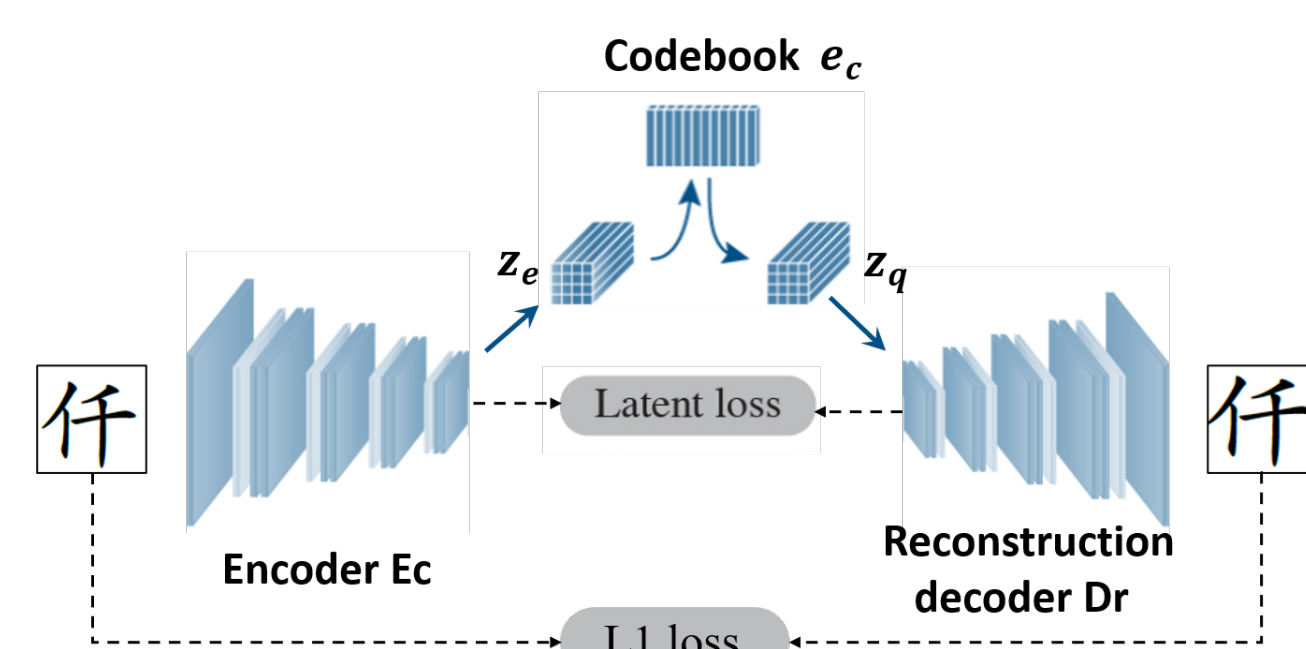 Codebook e_c
z_e
z_q
仟
Latent loss
仟
Encoder Ec
Reconstruction
decoder Dr
L1 loss